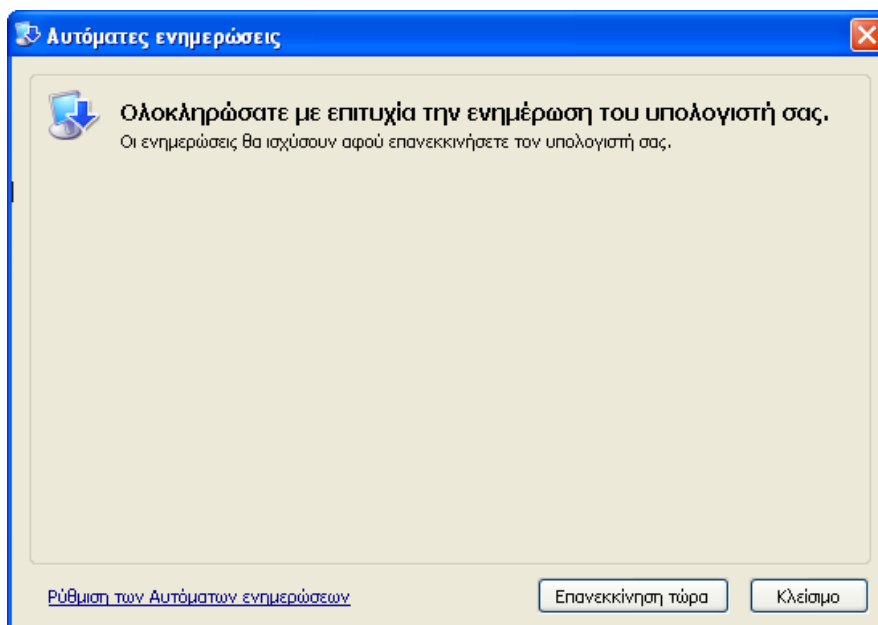 Αυτόματες ενημερώσεις
Ολοκληρώσατε με επιτυχία την ενημέρωση του υπολογιστή σας.
Οι ενημερώσεις θα ισχύσουν αφού επανεκκινήσετε τον υπολογιστή σας.
Ρύθμιση των Αυτόματων ενημερώσεων
Επανεκκίνηση τώρα
Κλείσιμο